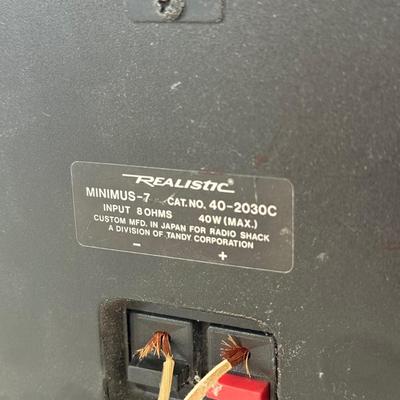 REALISTIC®
MINIMUS-7 CAT.NO. 40-2030C
INPUT 8 OHMS 40W (MAX.)
CUSTOM MFD. IN JAPAN FOR RADIO SHACK
A DIVISION OF TANDY CORPORATION
− +